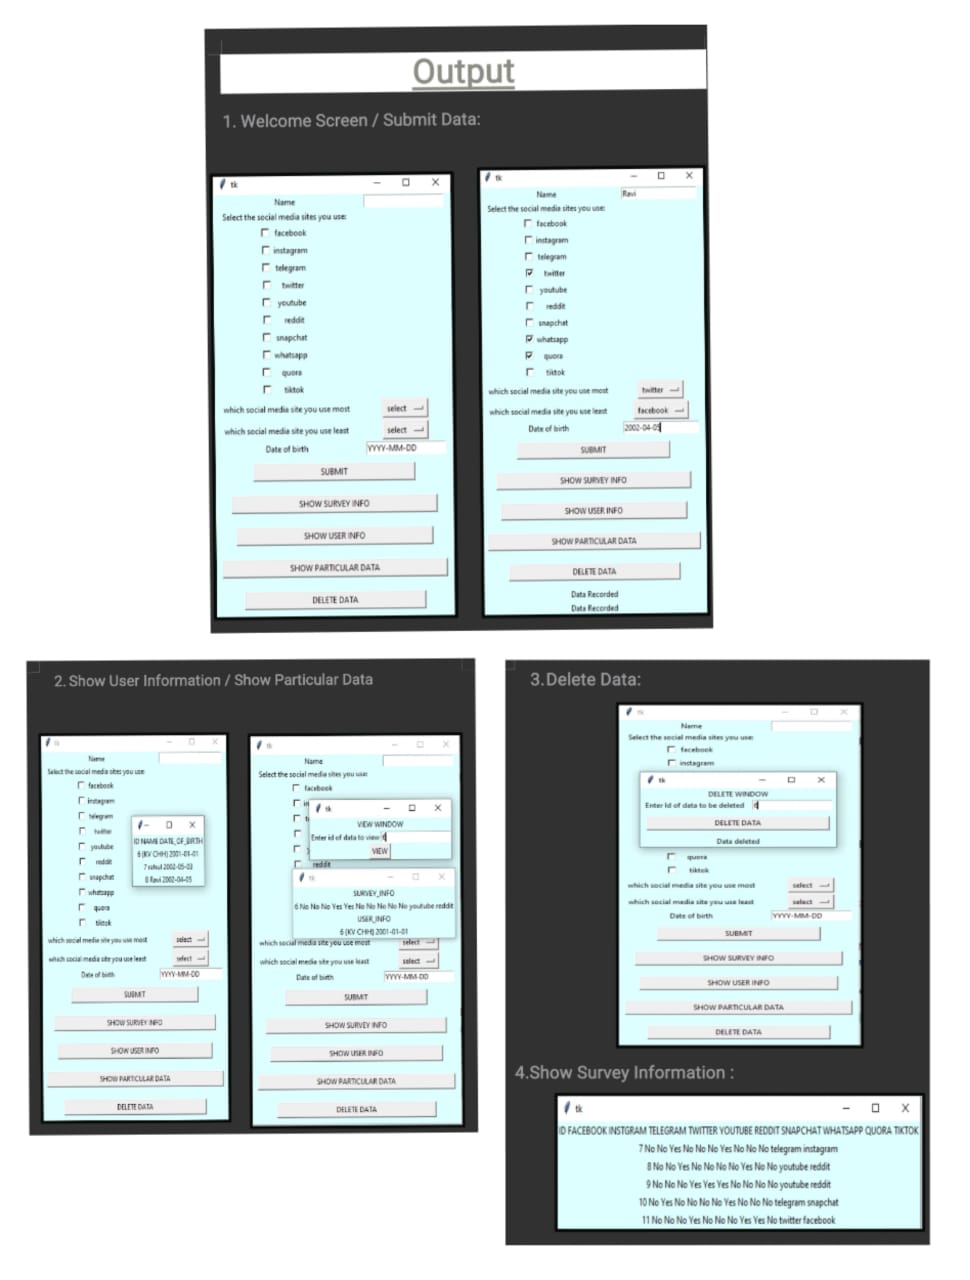 Output
1. Welcome Screen / Submit Data:
tk
Name
Select the social media sites you use:
facebook
instagram
telegram
twitter
youtube
reddit
snapchat
whatsapp
quora
tiktok
which social media site you use most select
which social media site you use least select
Date of birth YYYY-MM-DD
SUBMIT
SHOW SURVEY INFO
SHOW USER INFO
SHOW PARTICULAR DATA
DELETE DATA
tk
Name Ravi
Select the social media sites you use:
facebook
instagram
telegram
twitter
youtube
reddit
snapchat
whatsapp
quora
tiktok
which social media site you use most twitter
which social media site you use least facebook
Date of birth 2002-04-05
SUBMIT
SHOW SURVEY INFO
SHOW USER INFO
SHOW PARTICULAR DATA
DELETE DATA
Data Recorded
Data Recorded
2. Show User Information / Show Particular Data
tk
Name
Select the social media sites you use:
facebook
instagram
telegram
twitter
youtube
reddit
snapchat
whatsapp
quora
tiktok
ID NAME DATE_OF_BIRTH
6 {KV CHH} 2001-01-01
7 rahul 2002-05-03
8 Ravi 2002-04-05
which social media site you use most select
which social media site you use least select
Date of birth YYYY-MM-DD
SUBMIT
SHOW SURVEY INFO
SHOW USER INFO
SHOW PARTICULAR DATA
DELETE DATA
tk
Name
Select the social media sites you use:
facebook
tk
VIEW WINDOW
Enter id of data to view 6
VIEW
reddit
tk
SURVEY_INFO
6 No No No Yes Yes No No No No No youtube reddit
USER_INFO
6 {KV CHH} 2001-01-01
which social media site you use most select
which social media site you use least select
Date of birth YYYY-MM-DD
SUBMIT
SHOW SURVEY INFO
SHOW USER INFO
SHOW PARTICULAR DATA
DELETE DATA
3.Delete Data:
tk
Name
Select the social media sites you use:
facebook
instagram
tk
DELETE WINDOW
Enter Id of data to be deleted 6
DELETE DATA
Data deleted
quora
tiktok
which social media site you use most select
which social media site you use least select
Date of birth YYYY-MM-DD
SUBMIT
SHOW SURVEY INFO
SHOW USER INFO
SHOW PARTICULAR DATA
DELETE DATA
4.Show Survey Information :
tk
ID FACEBOOK INSTGRAM TELEGRAM TWITTER YOUTUBE REDDIT SNAPCHAT WHATSAPP QUORA TIKTOK
7 No No Yes No No No Yes No No No telegram instagram
8 No No Yes No No No No Yes No No youtube reddit
9 No No No Yes Yes Yes No No No No youtube reddit
10 No Yes No No No No Yes No No No telegram snapchat
11 No No No Yes No No No Yes Yes No twitter facebook